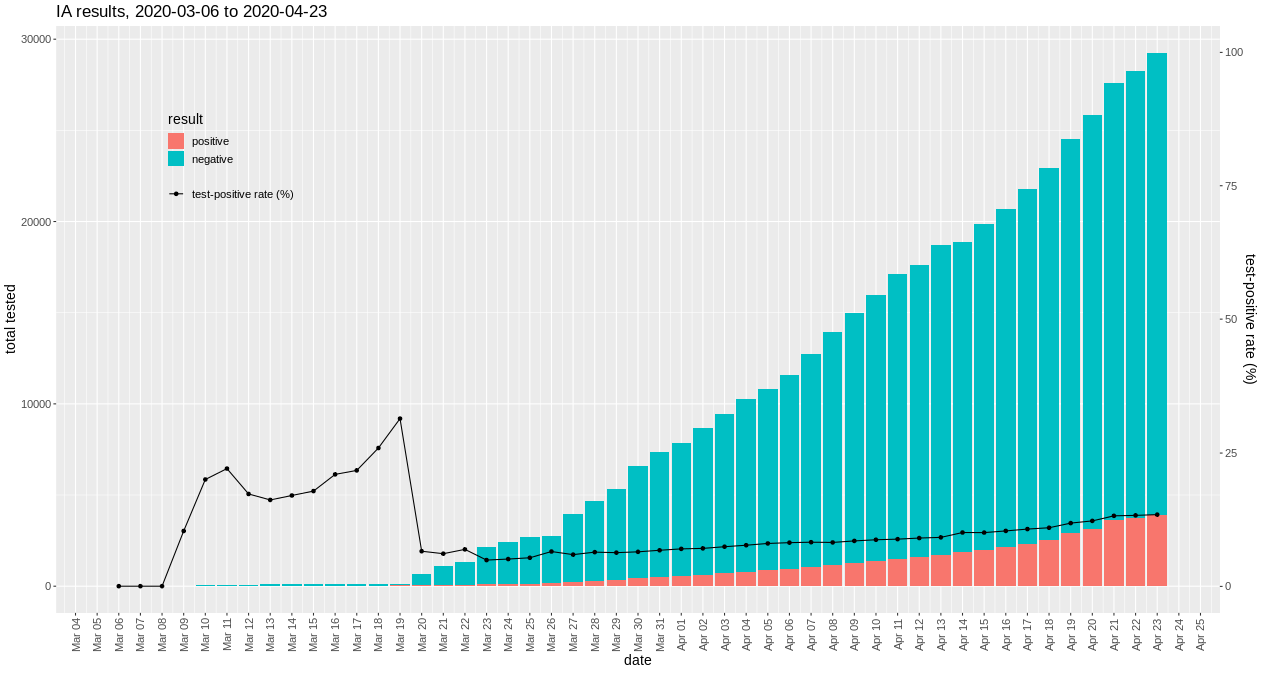 IA results, 2020-03-06 to 2020-04-23
30000
20000
10000
0
total tested
result
positive
negative
test-positive rate (%)
100
75
50
25
0
test-positive rate (%)
Mar 04
Mar 05
Mar 06
Mar 07
Mar 08
Mar 09
Mar 10
Mar 11
Mar 12
Mar 13
Mar 14
Mar 15
Mar 16
Mar 17
Mar 18
Mar 19
Mar 20
Mar 21
Mar 22
Mar 23
Mar 24
Mar 25
Mar 26
Mar 27
Mar 28
Mar 29
Mar 30
Mar 31
Apr 01
Apr 02
Apr 03
Apr 04
Apr 05
Apr 06
Apr 07
Apr 08
Apr 09
Apr 10
Apr 11
Apr 12
Apr 13
Apr 14
Apr 15
Apr 16
Apr 17
Apr 18
Apr 19
Apr 20
Apr 21
Apr 22
Apr 23
Apr 24
Apr 25
date